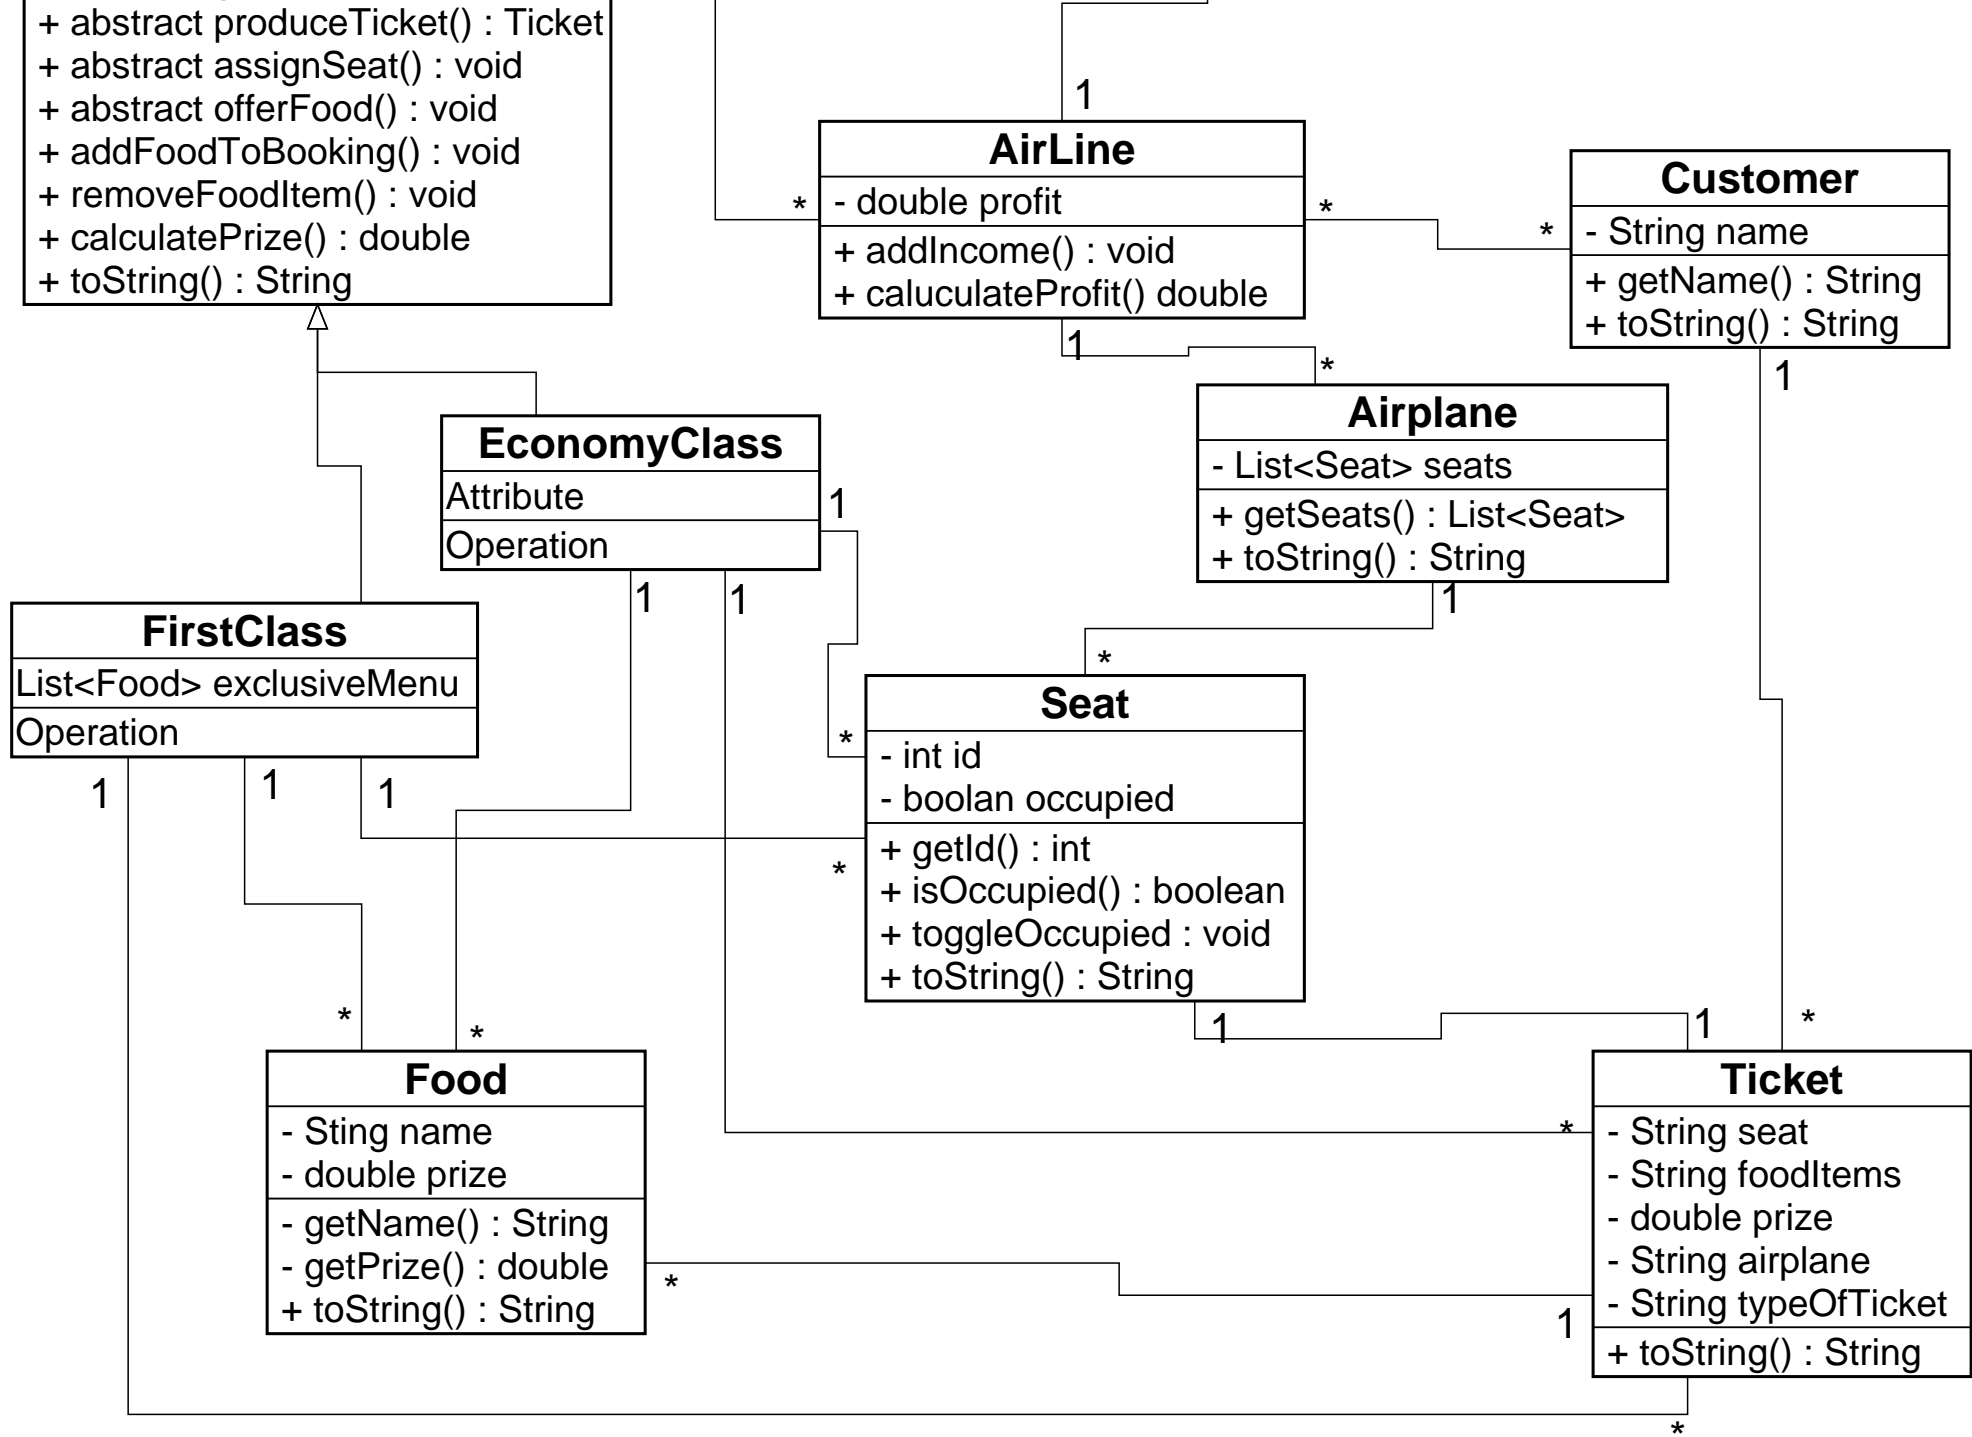 + abstract produceTicket() : Ticket
+ abstract assignSeat() : void
+ abstract offerFood() : void
+ addFoodToBooking() : void
+ removeFoodItem() : void
+ calculatePrize() : double
+ toString() : String
1
AirLine
*
- double profit
*
+ addIncome() : void
+ caluculateProfit() double
1
*
Customer
*
- String name
+ getName() : String
+ toString() : String
1
Airplane
- List<Seat> seats
+ getSeats() : List<Seat>
+ toString() : String
1
EconomyClass
Attribute
1
Operation
1
1
FirstClass
List<Food> exclusiveMenu
Operation
1
1
1
*
Seat
*
- int id
- boolan occupied
+ getId() : int
*
+ isOccupied() : boolean
+ toggleOccupied : void
+ toString() : String
1
1
*
*
*
Food
- Sting name
- double prize
- getName() : String
- getPrize() : double
*
+ toString() : String
Ticket
*
- String seat
- String foodItems
- double prize
- String airplane
- String typeOfTicket
1
+ toString() : String
*